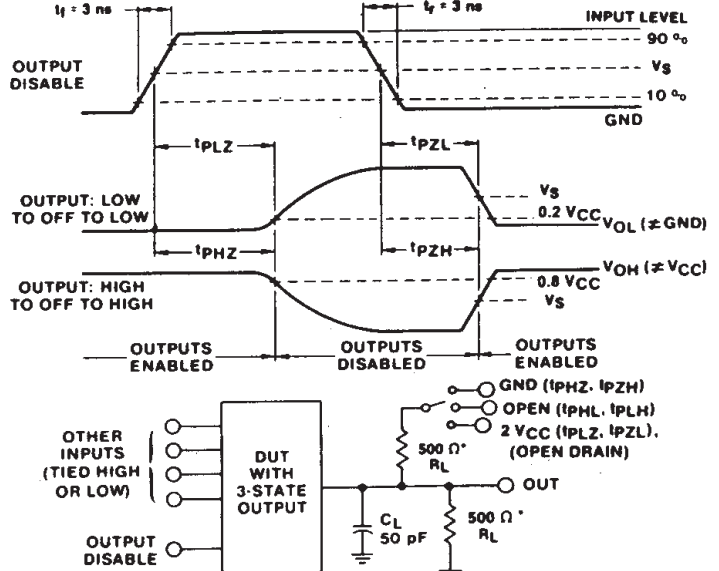 tf = 3 ns
tr = 3 ns
INPUT LEVEL
90 %
OUTPUT
DISABLE
VS
10 %
GND
tPLZ
tPZL
OUTPUT: LOW
TO OFF TO LOW
VS
0.2 VCC
VOL (≠ GND)
tPHZ
tPZH
OUTPUT: HIGH
TO OFF TO HIGH
VOH (≠ VCC)
0.8 VCC
VS
OUTPUTS
ENABLED
OUTPUTS
DISABLED
OUTPUTS
ENABLED
OTHER
INPUTS
(TIED HIGH
OR LOW)
OUTPUT
DISABLE
DUT
WITH
3-STATE
OUTPUT
GND (tPHZ, tPZH)
OPEN (tPHL, tPLH)
2 VCC (tPLZ, tPZL),
(OPEN DRAIN)
500 Ω*
RL
OUT
CL
50 pF
500 Ω*
RL